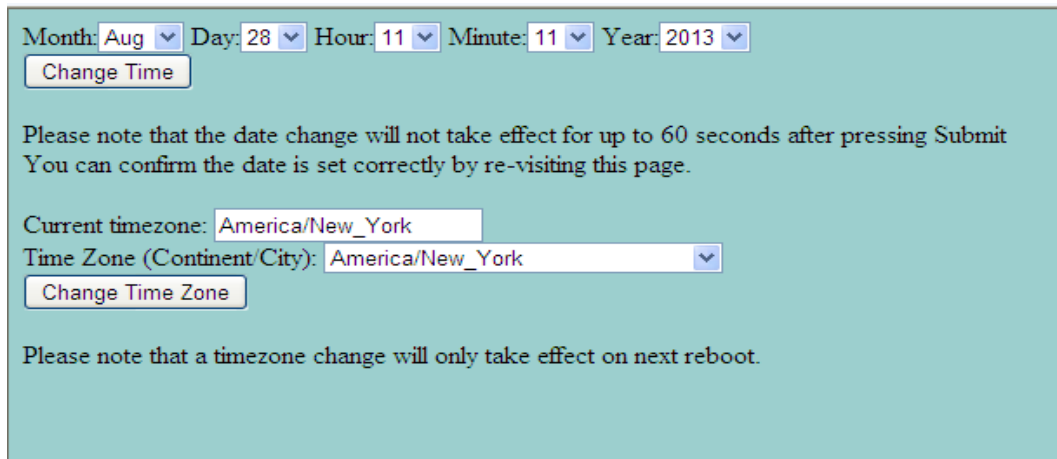 Month: Aug Day: 28 Hour: 11 Minute: 11 Year: 2013
Change Time
Please note that the date change will not take effect for up to 60 seconds after pressing Submit
You can confirm the date is set correctly by re-visiting this page.
Current timezone: America/New_York
Time Zone (Continent/City): America/New_York
Change Time Zone
Please note that a timezone change will only take effect on next reboot.